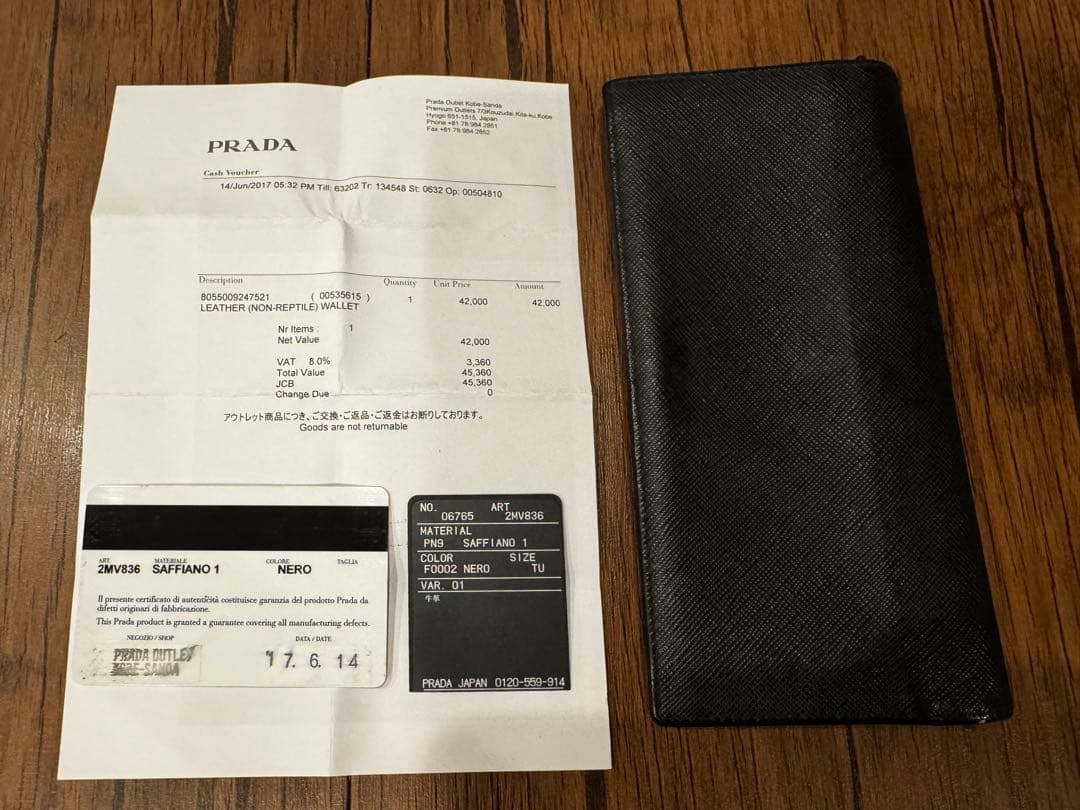 Prada Outlet Kobe-Sanda
Premium Outlets 7/3Kouzudai,Kita-ku,Kobe
Hyogo 651-1515, Japan
Phone +81 78 984 2851
Fax +81 78 984 2852
PRADA
Cash Voucher
14/Jun/2017 05:32 PM Till: 63202 Tr: 134548 St: 0632 Op: 00504810
Description Quantity Unit Price Amount
8055009247521 ( 00535615 ) 1 42,000 42,000
LEATHER (NON-REPTILE) WALLET
Nr Items : 1
Net Value 42,000
VAT 8.0% 3,360
Total Value 45,360
JCB 45,360
Change Due 0
アウトレット商品につき、ご交換・ご返品・ご返金はお断りしております。
Goods are not returnable
ART. MATERIALE COLORE TAGLIA
2MV836 SAFFIANO 1 NERO
Il presente certificato di autenticità costituisce garanzia del prodotto Prada da
difetti originari di fabbricazione.
This Prada product is granted a guarantee covering all manufacturing defects.
NEGOZIO / SHOP DATA / DATE
PRADA OUTLET
KOBE-SANDA
17. 6. 14
NO. ART
06765 2MV836
MATERIAL
PN9 SAFFIANO 1
COLOR SIZE
F0002 NERO TU
VAR. 01
牛革
PRADA JAPAN 0120-559-914